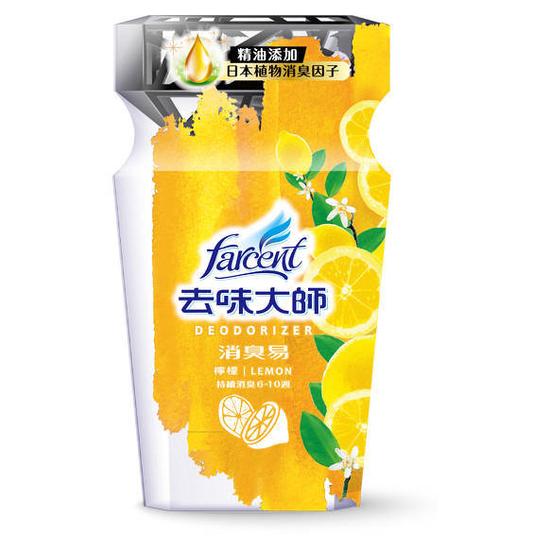 精油添加
日本植物消臭因子
farcent
去味大師
DEODORIZER
消臭易
檸檬 | LEMON
持續消臭6-10週